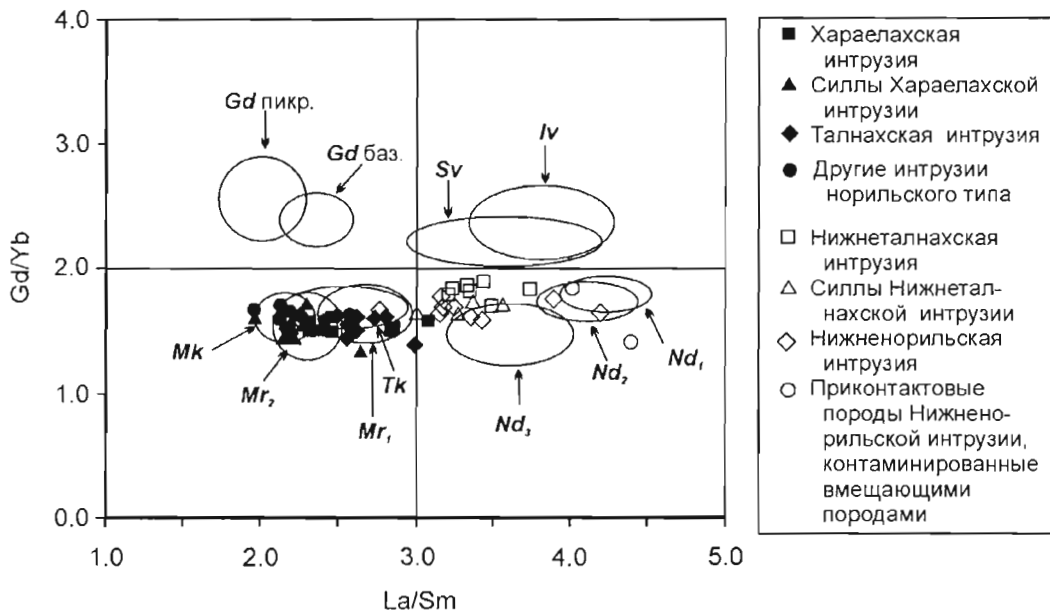 4.0
3.0
2.0
1.0
0.0
Gd/Yb
1.0 2.0 3.0 4.0 5.0
La/Sm
Gd пикр.
Gd баз.
Sv
Iv
Mk
Mr₂
Mr₁
Tk
Nd₃
Nd₂
Nd₁
Хараелахская
интрузия
Силлы Хараелахской
интрузии
Талнахская интрузия
Другие интрузии
норильского типа
Нижнеталнахская
интрузия
Силлы Нижнетал-
нахской интрузии
Нижненорильская
интрузия
Приконтактовые
породы Нижнено-
рильской интрузии,
контаминированные
вмещающими
породами